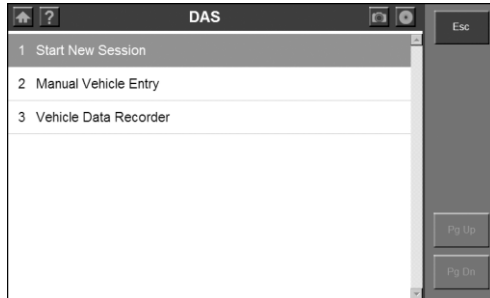 ?
DAS
Esc
1 Start New Session
2 Manual Vehicle Entry
3 Vehicle Data Recorder
Pg Up
Pg Dn